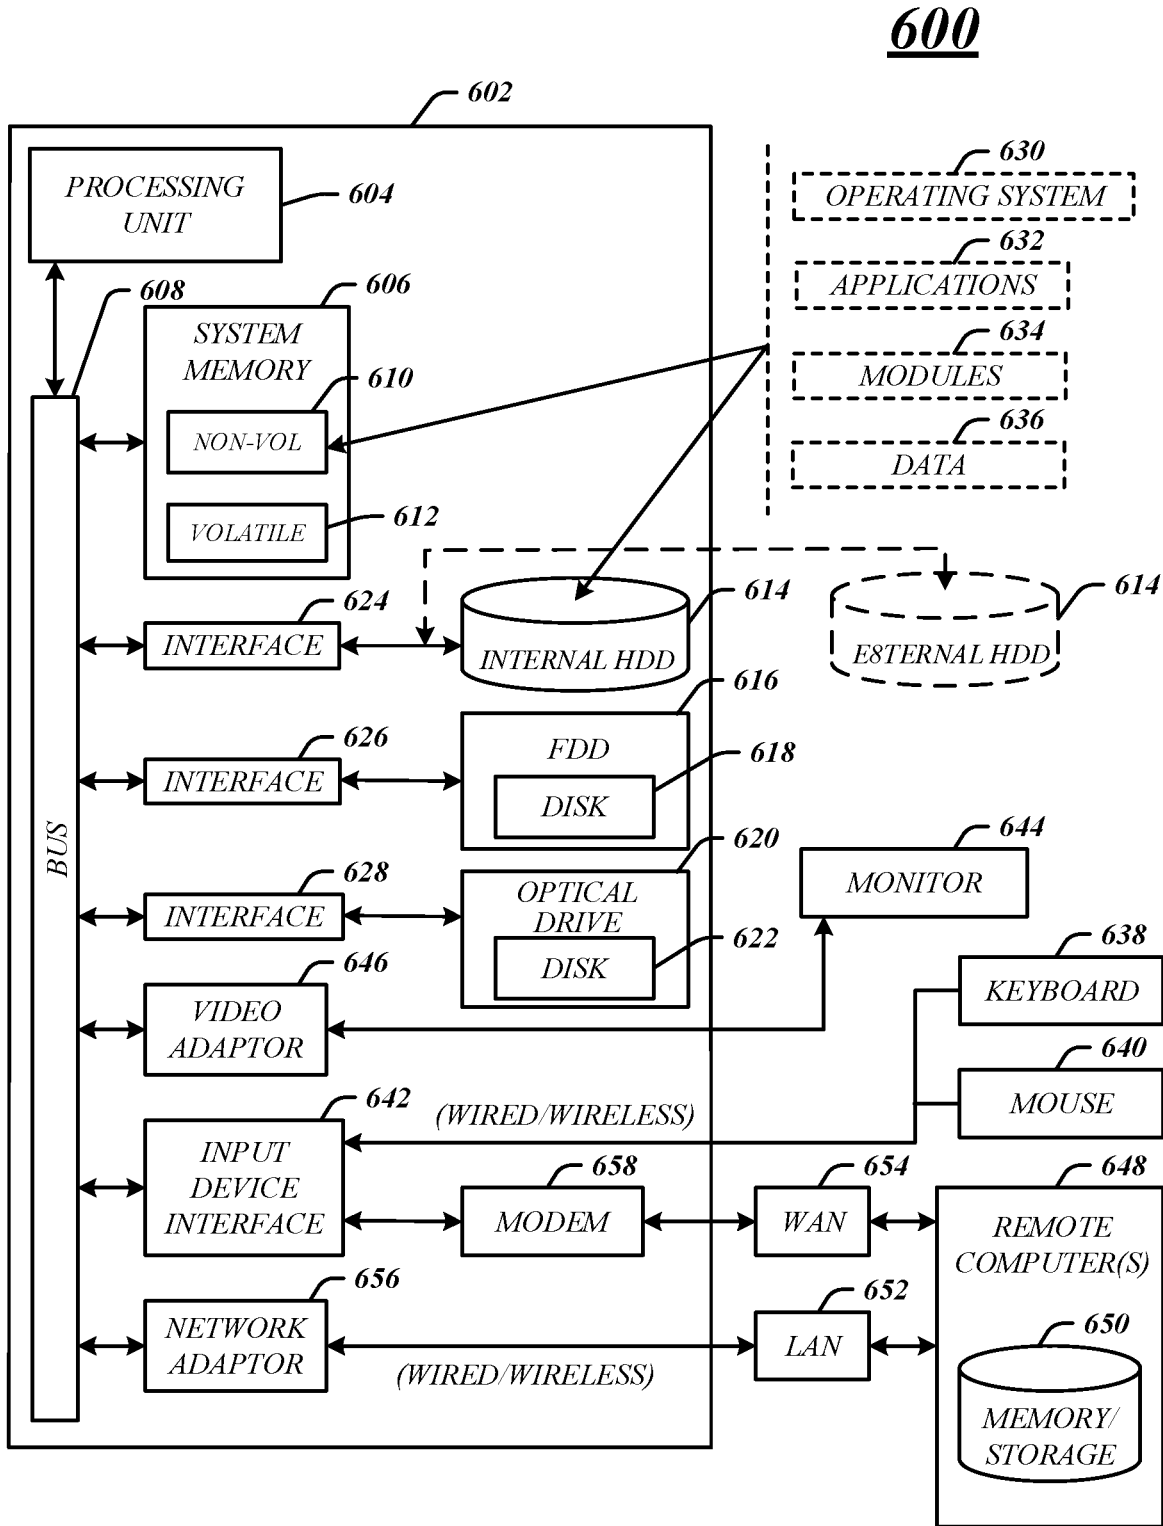 600
602
PROCESSING
UNIT
604
630
OPERATING SYSTEM
632
APPLICATIONS
634
MODULES
636
DATA
608
606
SYSTEM
MEMORY
610
NON-VOL
612
VOLATILE
624
INTERFACE
614
INTERNAL HDD
614
E8TERNAL HDD
616
FDD
618
DISK
626
INTERFACE
BUS
620
OPTICAL
DRIVE
622
DISK
628
INTERFACE
644
MONITOR
646
VIDEO
ADAPTOR
638
KEYBOARD
640
MOUSE
642
INPUT
DEVICE
INTERFACE
(WIRED/WIRELESS)
658
MODEM
654
WAN
648
REMOTE
COMPUTER(S)
656
NETWORK
ADAPTOR
(WIRED/WIRELESS)
652
LAN
650
MEMORY/
STORAGE